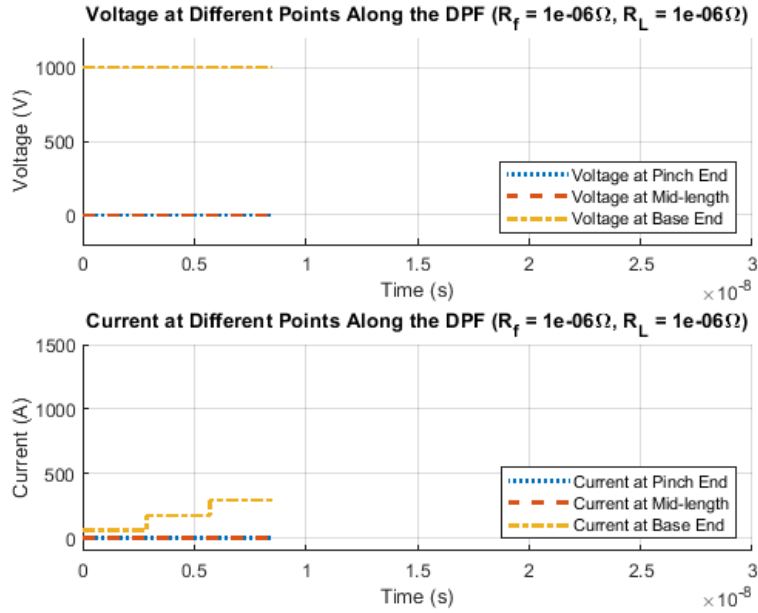 Voltage at Different Points Along the DPF (R_f = 1e-06Ω, R_L = 1e-06Ω)
1000
500
0
Voltage (V)
Voltage at Pinch End
Voltage at Mid-length
Voltage at Base End
0 0.5 1 1.5 2 2.5 3
Time (s)
×10^-8
Current at Different Points Along the DPF (R_f = 1e-06Ω, R_L = 1e-06Ω)
1500
1000
500
0
Current (A)
Current at Pinch End
Current at Mid-length
Current at Base End
0 0.5 1 1.5 2 2.5 3
Time (s)
×10^-8